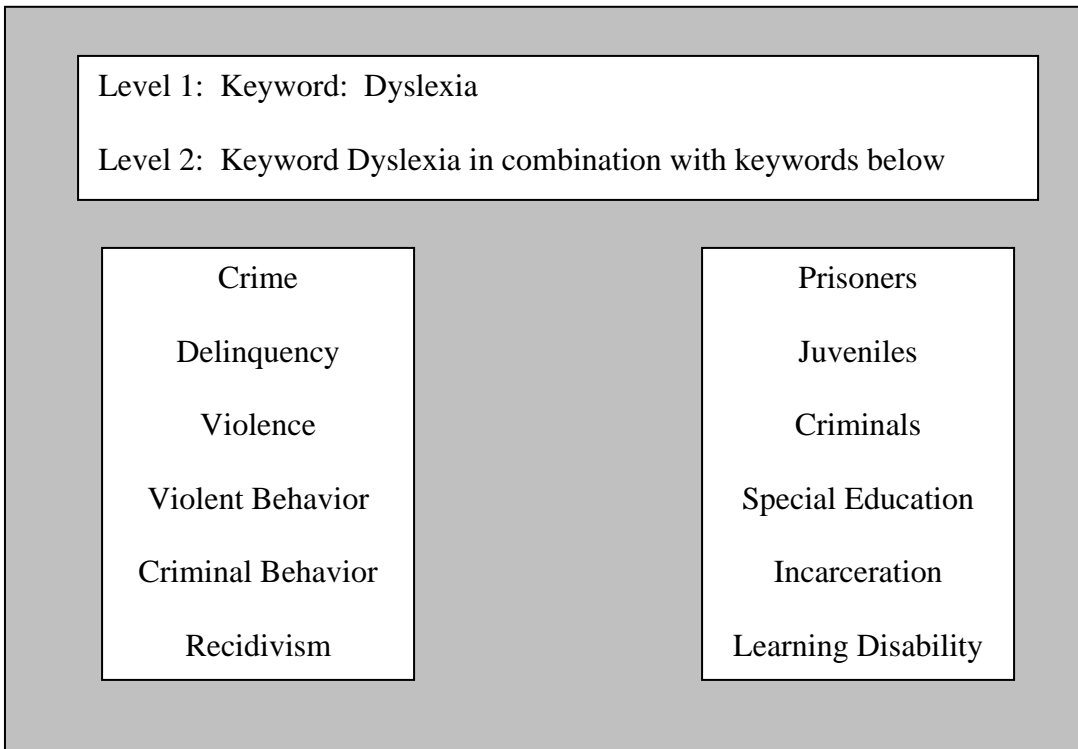 Level 1:  Keyword:  Dyslexia
Level 2:  Keyword Dyslexia in combination with keywords below
Crime
Delinquency
Violence
Violent Behavior
Criminal Behavior
Recidivism
Prisoners
Juveniles
Criminals
Special Education
Incarceration
Learning Disability